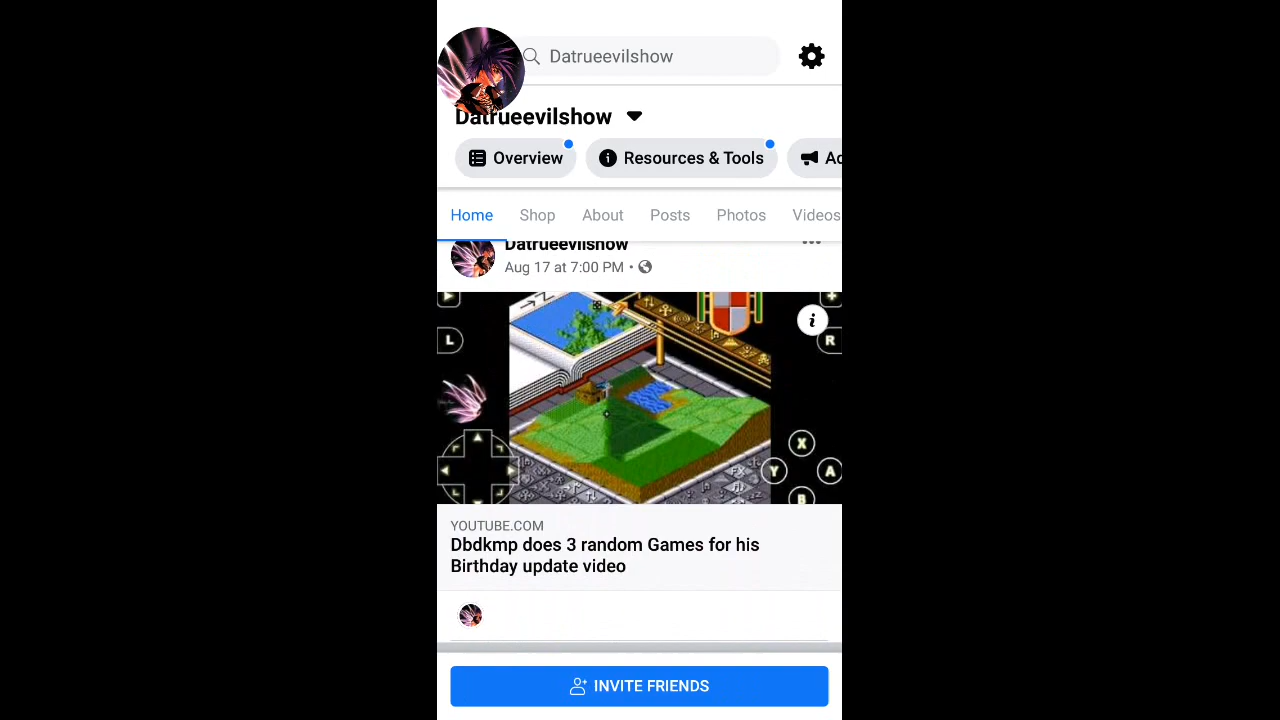 Datrueevilshow
Datrueevilshow
Overview
Resources & Tools
Home Shop About Posts Photos Videos
Datrueevilshow
Aug 17 at 7:00 PM •
L
R
X
Y
A
B
YOUTUBE.COM
Dbdkmp does 3 random Games for his
Birthday update video
INVITE FRIENDS